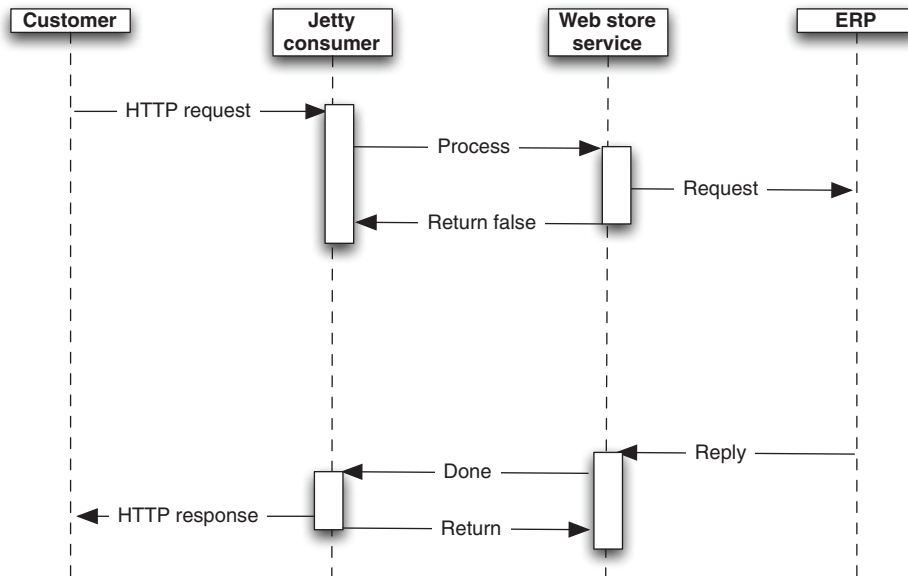 Customer
Jetty
consumer
Web store
service
ERP
HTTP request
Process
Request
Return false
Reply
Done
HTTP response
Return